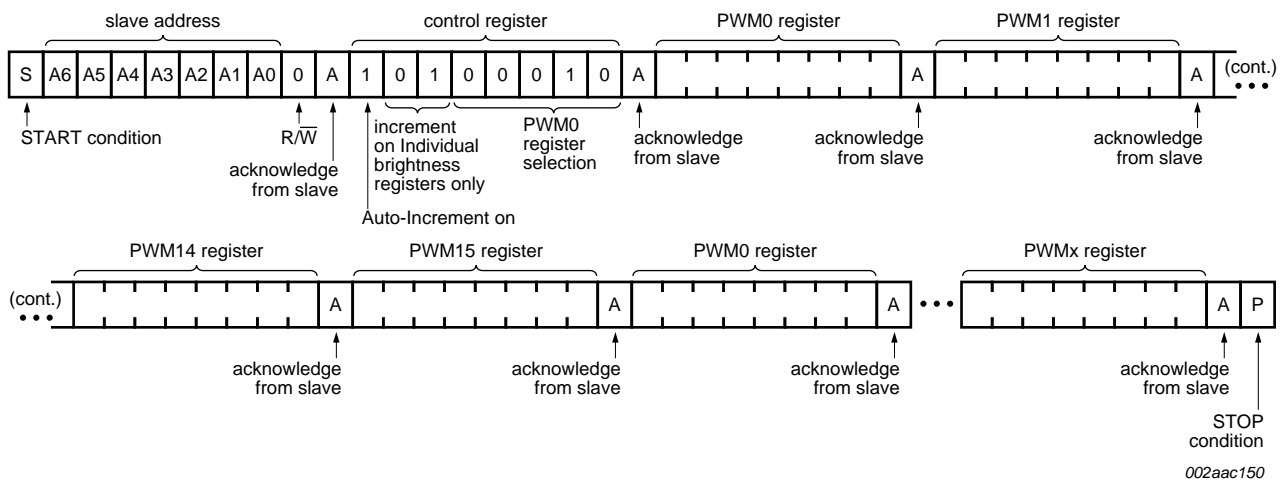 slave address control register PWM0 register PWM1 register
S A6 A5 A4 A3 A2 A1 A0 0 A 1 0 1 0 0 0 1 0 A A A (cont.)
START condition
R/W̅
acknowledge
from slave
Auto-Increment on
increment
on Individual
brightness
registers only
PWM0
register
selection
acknowledge
from slave
acknowledge
from slave
acknowledge
from slave
PWM14 register PWM15 register PWM0 register PWMx register
(cont.) A A A A P
acknowledge
from slave
acknowledge
from slave
acknowledge
from slave
acknowledge
from slave
STOP
condition
002aac150